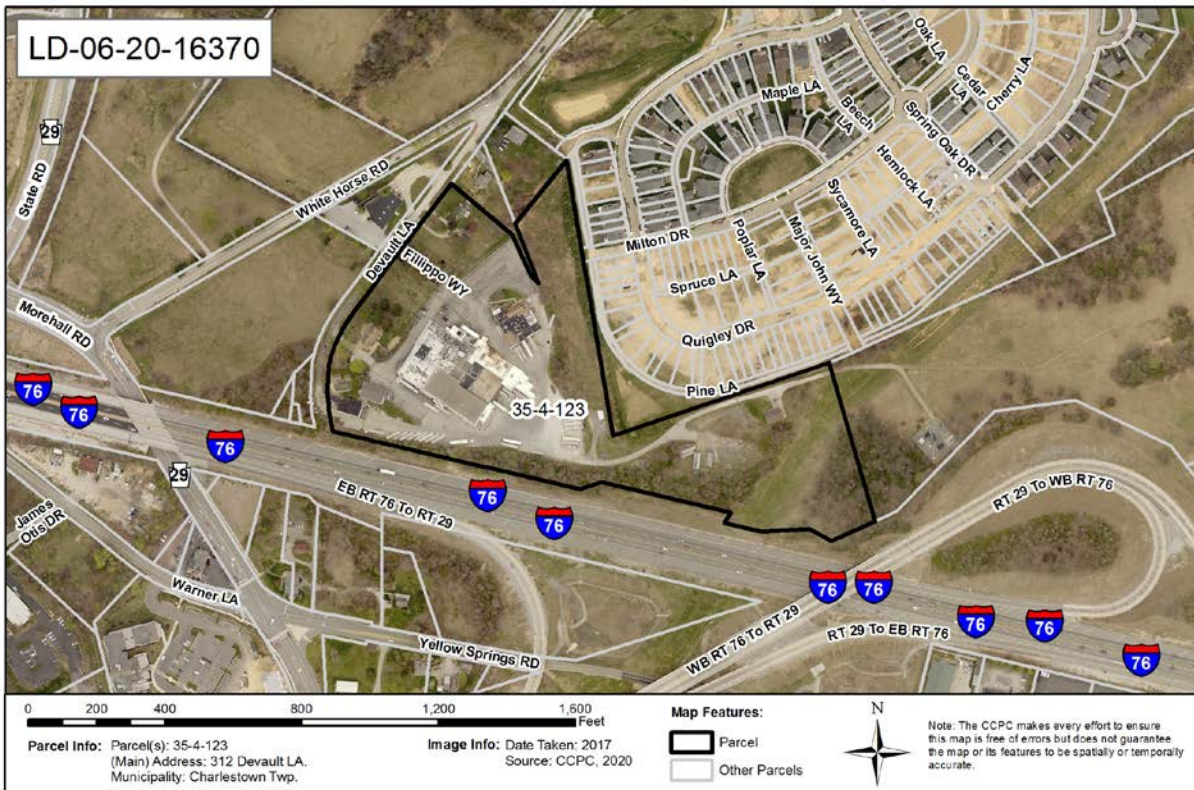 LD-06-20-16370
29
State RD
White Horse RD
Devault LA
Fillippo WY
Morehall RD
Maple LA
Beech LA
Oak LA
Cedar LA
Cherry LA
Spring Oak DR
Hemlock LA
Sycamore LA
Milton DR
Poplar LA
Major John WY
Spruce LA
Quigley DR
Pine LA
35-4-123
76
76
76
29
76
76
EB RT 76 To RT 29
RT 29 To WB RT 76
James Otis DR
Warner LA
Yellow Springs RD
WB RT 76 To RT 29
76
76
RT 29 To EB RT 76
76
76
76
0 200 400 800 1,200 1,600
Feet
Parcel Info: Parcel(s): 35-4-123
(Main) Address: 312 Devault LA.
Municipality: Charlestown Twp.
Image Info: Date Taken: 2017
Source: CCPC, 2020
Map Features:
Parcel
Other Parcels
N
Note: The CCPC makes every effort to ensure
this map is free of errors but does not guarantee
the map or its features to be spatially or temporally
accurate.